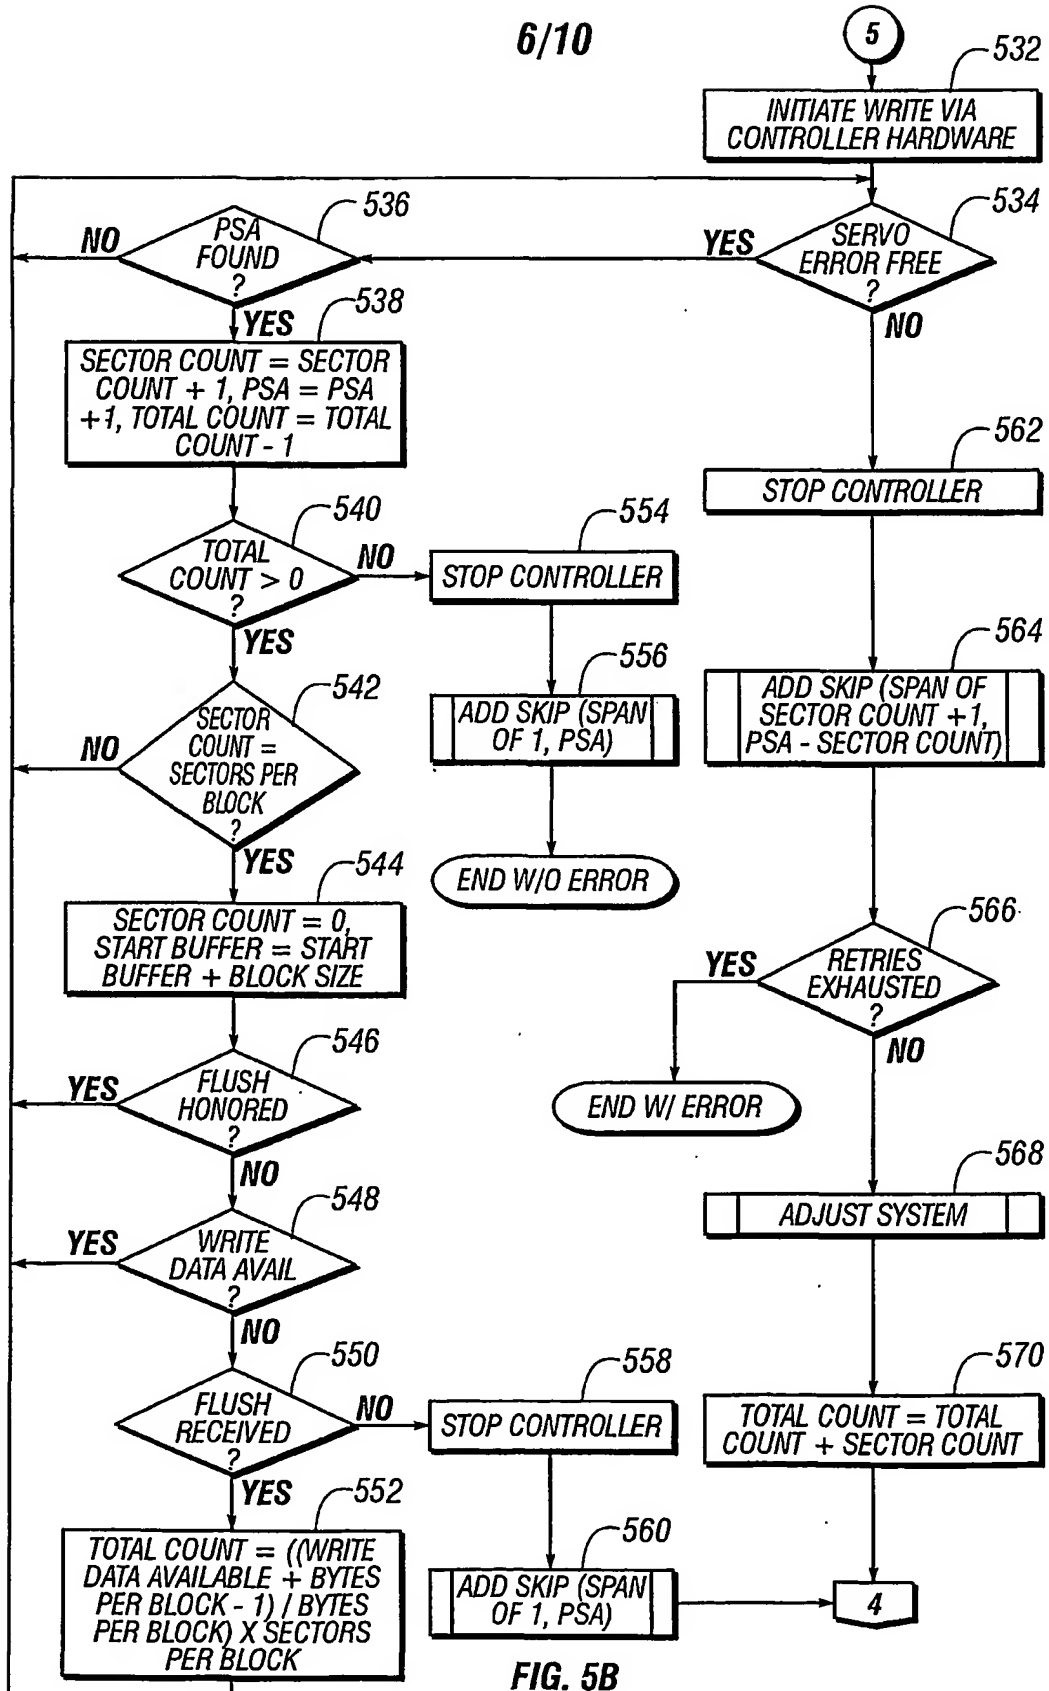 6/10
5
532
INITIATE WRITE VIA
CONTROLLER HARDWARE
534
SERVO
ERROR FREE
?
YES
NO
536
PSA
FOUND
?
NO
YES
538
SECTOR COUNT = SECTOR
COUNT + 1, PSA = PSA
+1, TOTAL COUNT = TOTAL
COUNT - 1
540
TOTAL
COUNT > 0
?
NO
YES
554
STOP CONTROLLER
556
ADD SKIP (SPAN
OF 1, PSA)
END W/O ERROR
542
SECTOR
COUNT =
SECTORS PER
BLOCK
?
NO
YES
544
SECTOR COUNT = 0,
START BUFFER = START
BUFFER + BLOCK SIZE
546
FLUSH
HONORED
?
YES
NO
548
WRITE
DATA AVAIL
?
YES
NO
550
FLUSH
RECEIVED
?
NO
YES
552
TOTAL COUNT = ((WRITE
DATA AVAILABLE + BYTES
PER BLOCK - 1) / BYTES
PER BLOCK) X SECTORS
PER BLOCK
558
STOP CONTROLLER
560
ADD SKIP (SPAN
OF 1, PSA)
562
STOP CONTROLLER
564
ADD SKIP (SPAN OF
SECTOR COUNT +1,
PSA - SECTOR COUNT)
566
RETRIES
EXHAUSTED
?
YES
NO
END W/ ERROR
568
ADJUST SYSTEM
570
TOTAL COUNT = TOTAL
COUNT + SECTOR COUNT
4
FIG. 5B